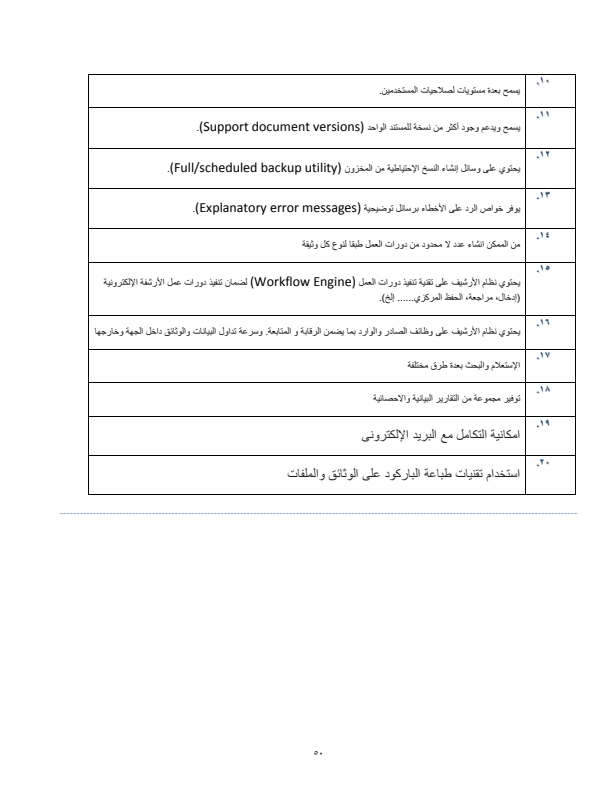 ١٠. يسمح بعدة مستويات لصلاحيات المستخدمين.
١١. يسمح ويدعم وجود أكثر من نسخة للمستند الواحد (Support document versions).
١٢. يحتوي على وسائل إنشاء النسخ الإحتياطية من المخزون (Full/scheduled backup utility).
١٣. يوفر خواص الرد على الأخطاء برسائل توضيحية (Explanatory error messages).
١٤. من الممكن انشاء عدد لا محدود من دورات العمل طبقا لنوع كل وثيقة
١٥. يحتوي نظام الأرشيف على تقنية تنفيذ دورات العمل (Workflow Engine) لضمان تنفيذ دورات عمل الأرشفة الإلكترونية
(إدخال، مراجعة، الحفظ المركزي...... إلخ).
١٦. يحتوي نظام الأرشيف على وظائف الصادر والوارد بما يضمن الرقابة و المتابعة. وسرعة تداول البيانات والوثائق داخل الجهة وخارجها
١٧. الإستعلام والبحث بعدة طرق مختلفة
١٨. توفير مجموعة من التقارير البيانية والاحصائية
١٩. امكانية التكامل مع البريد الإلكترونى
٢٠. استخدام تقنيات طباعة الباركود على الوثائق والملفات
٥٠